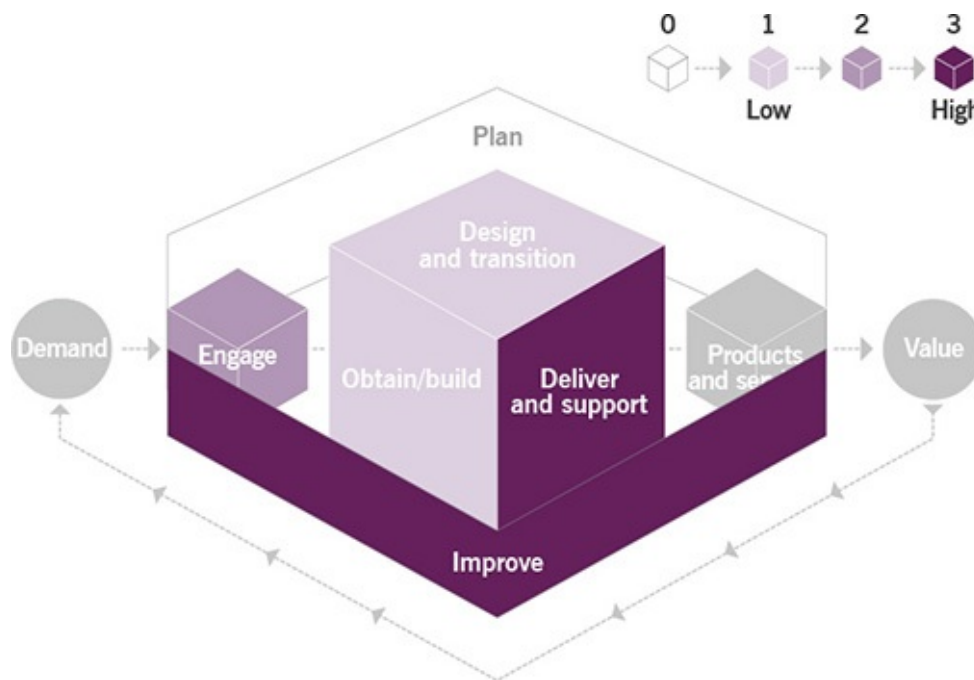 0 1 2 3
Low High
Plan
Design
and transition
Demand
Engage
Obtain/build
Deliver
and support
Products
and
Value
Improve